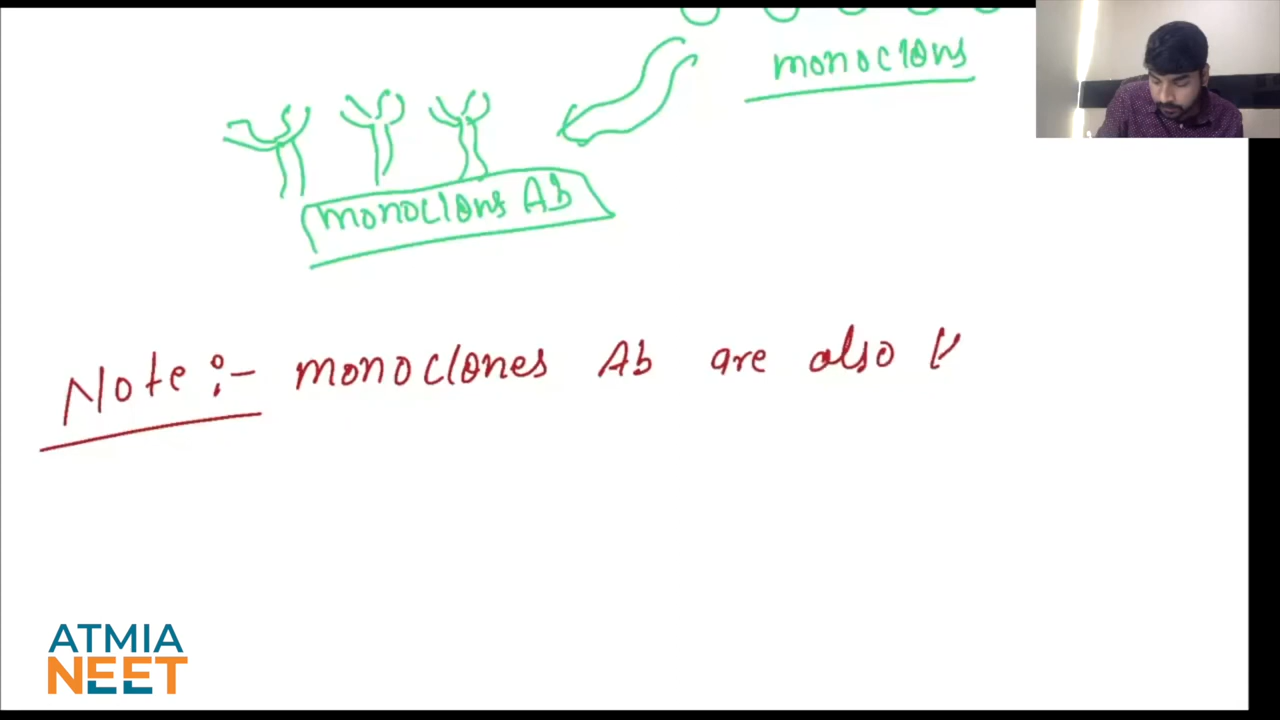 monoclons
monoclons Ab
Note :- monoclones Ab are also
ATMIA
NEET